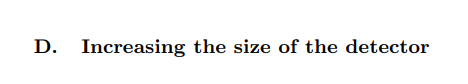 D. Increasing the size of the detector